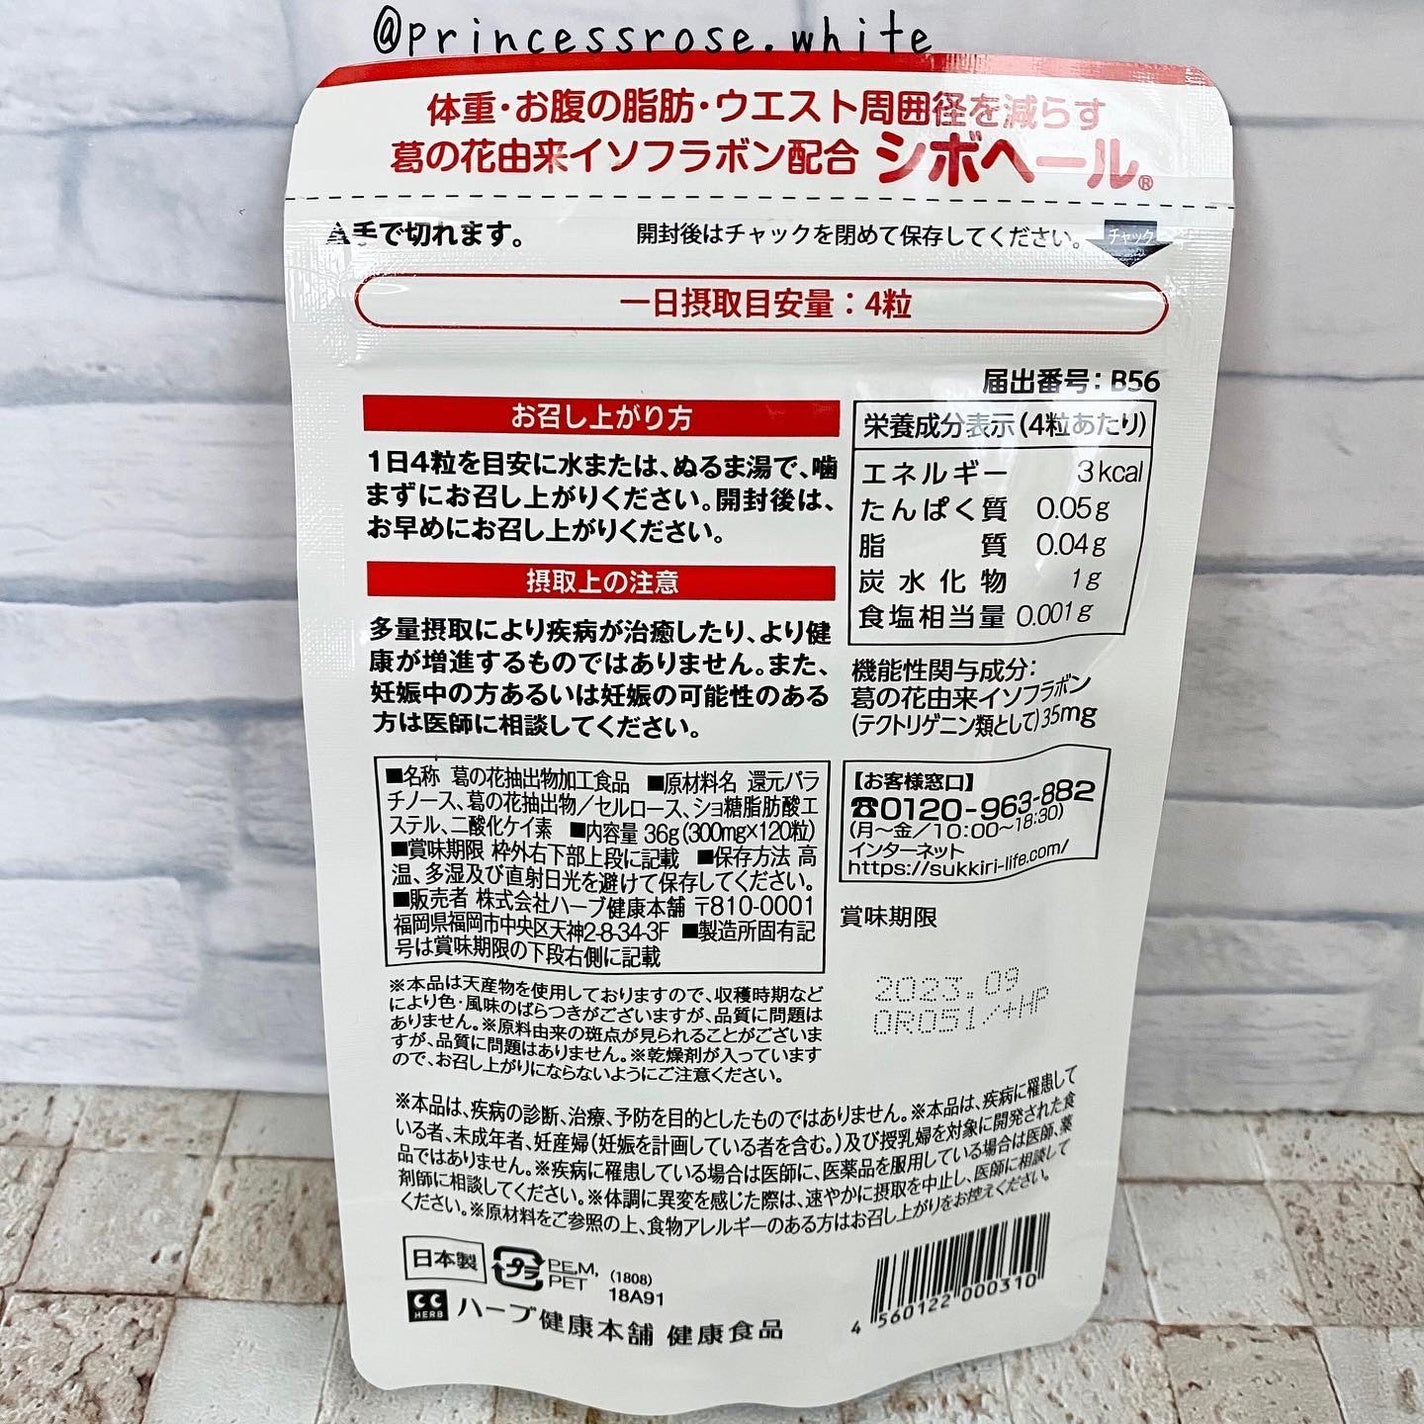 @princessrose.white
体重・お腹の脂肪・ウエスト周囲径を減らす
葛の花由来イソフラボン配合 シボヘール®
▲手で切れます。
開封後はチャックを閉めて保存してください。
チャック
一日摂取目安量：4粒
届出番号：B56
お召し上がり方
1日4粒を目安に水または、ぬるま湯で、噛
まずにお召し上がりください。開封後は、
お早めにお召し上がりください。
摂取上の注意
多量摂取により疾病が治癒したり、より健
康が増進するものではありません。また、
妊娠中の方あるいは妊娠の可能性のある
方は医師に相談してください。
栄養成分表示(4粒あたり)
エネルギー 3kcal
たんぱく質 0.05g
脂質 0.04g
炭水化物 1g
食塩相当量 0.001g
機能性関与成分：
葛の花由来イソフラボン
(テクトリゲニン類として)35mg
■名称 葛の花抽出物加工食品 ■原材料名 還元パラ
チノース、葛の花抽出物／セルロース、ショ糖脂肪酸エ
ステル、二酸化ケイ素 ■内容量 36g(300mg×120粒)
■賞味期限 枠外右下部上段に記載 ■保存方法 高
温、多湿及び直射日光を避けて保存してください。
■販売者 株式会社ハーブ健康本舗 〒810-0001
福岡県福岡市中央区天神2-8-34-3F ■製造所固有記
号は賞味期限の下段右側に記載
【お客様窓口】
☎0120-963-882
(月〜金／10:00〜18:30)
インターネット
https://sukkiri-life.com/
賞味期限
2023.09
0R051/+HP
※本品は天産物を使用しておりますので、収穫時期など
により色・風味のばらつきがございますが、品質に問題は
ありません。※原料由来の斑点が見られることがございま
すが、品質に問題はありません。※乾燥剤が入っています
ので、お召し上がりにならないようにご注意ください。
※本品は、疾病の診断、治療、予防を目的としたものではありません。※本品は、疾病に罹患して
いる者、未成年者、妊産婦(妊娠を計画している者を含む。)及び授乳婦を対象に開発された食
品ではありません。※疾病に罹患している場合は医師に、医薬品を服用している場合は医師、薬
剤師に相談してください。※体調に異変を感じた際は、速やかに摂取を中止し、医師に相談して
ください。※原材料をご参照の上、食物アレルギーのある方はお召し上がりをお控えください。
日本製
プラ
PE,M,
PET
(1808)
18A91
HERB
ハーブ健康本舗 健康食品
4 560122 000310